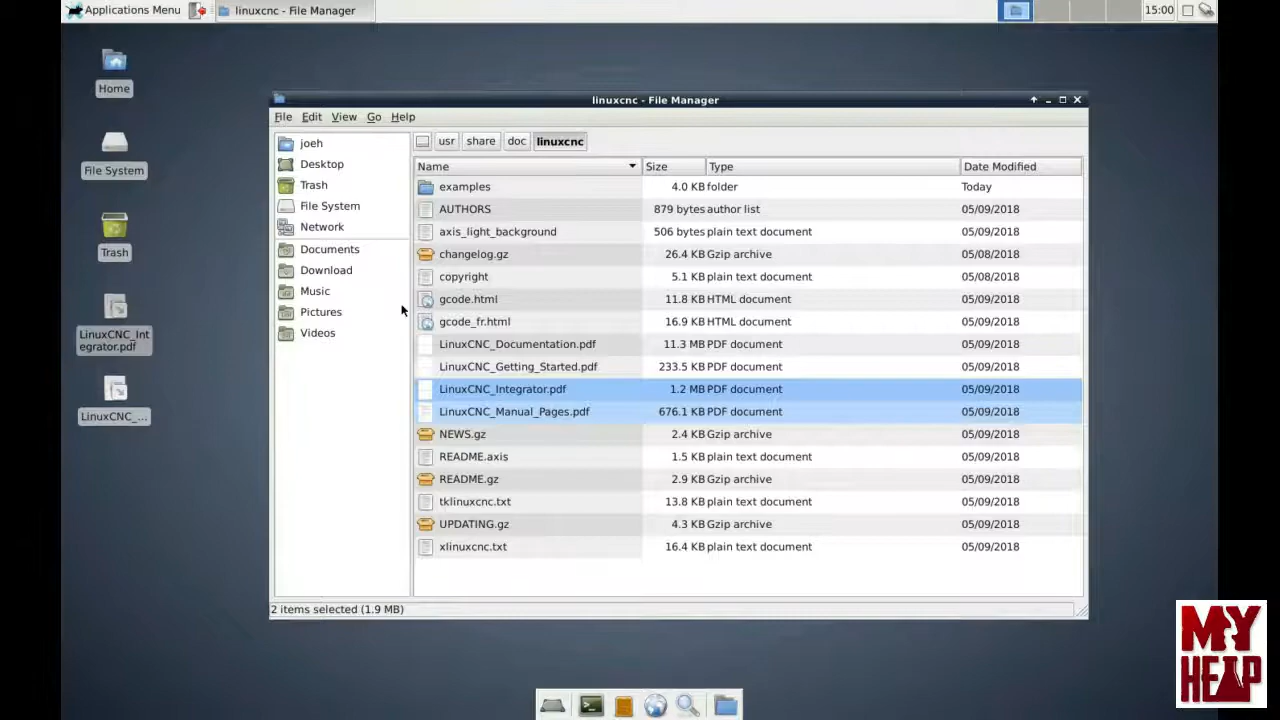 Applications Menu linuxcnc - File Manager 15:00
Home
File System
Trash
LinuxCNC_Int
egrator.pdf
LinuxCNC_...
linuxcnc - File Manager
File Edit View Go Help
joeh
Desktop
Trash
File System
Network
Documents
Download
Music
Pictures
Videos
usr share doc linuxcnc
Name Size Type Date Modified
examples 4.0 KB folder Today
AUTHORS 879 bytes author list 05/09/2018
axis_light_background 506 bytes plain text document 05/09/2018
changelog.gz 26.4 KB Gzip archive 05/08/2018
copyright 5.1 KB plain text document 05/08/2018
gcode.html 11.8 KB HTML document 05/09/2018
gcode_fr.html 16.9 KB HTML document 05/09/2018
LinuxCNC_Documentation.pdf 11.3 MB PDF document 05/09/2018
LinuxCNC_Getting_Started.pdf 233.5 KB PDF document 05/09/2018
LinuxCNC_Integrator.pdf 1.2 MB PDF document 05/09/2018
LinuxCNC_Manual_Pages.pdf 676.1 KB PDF document 05/09/2018
NEWS.gz 2.4 KB Gzip archive 05/09/2018
README.axis 1.5 KB plain text document 05/09/2018
README.gz 2.9 KB Gzip archive 05/09/2018
tklinuxcnc.txt 13.8 KB plain text document 05/09/2018
UPDATING.gz 4.3 KB Gzip archive 05/09/2018
xlinuxcnc.txt 16.4 KB plain text document 05/09/2018
2 items selected (1.9 MB)
MY
HELP